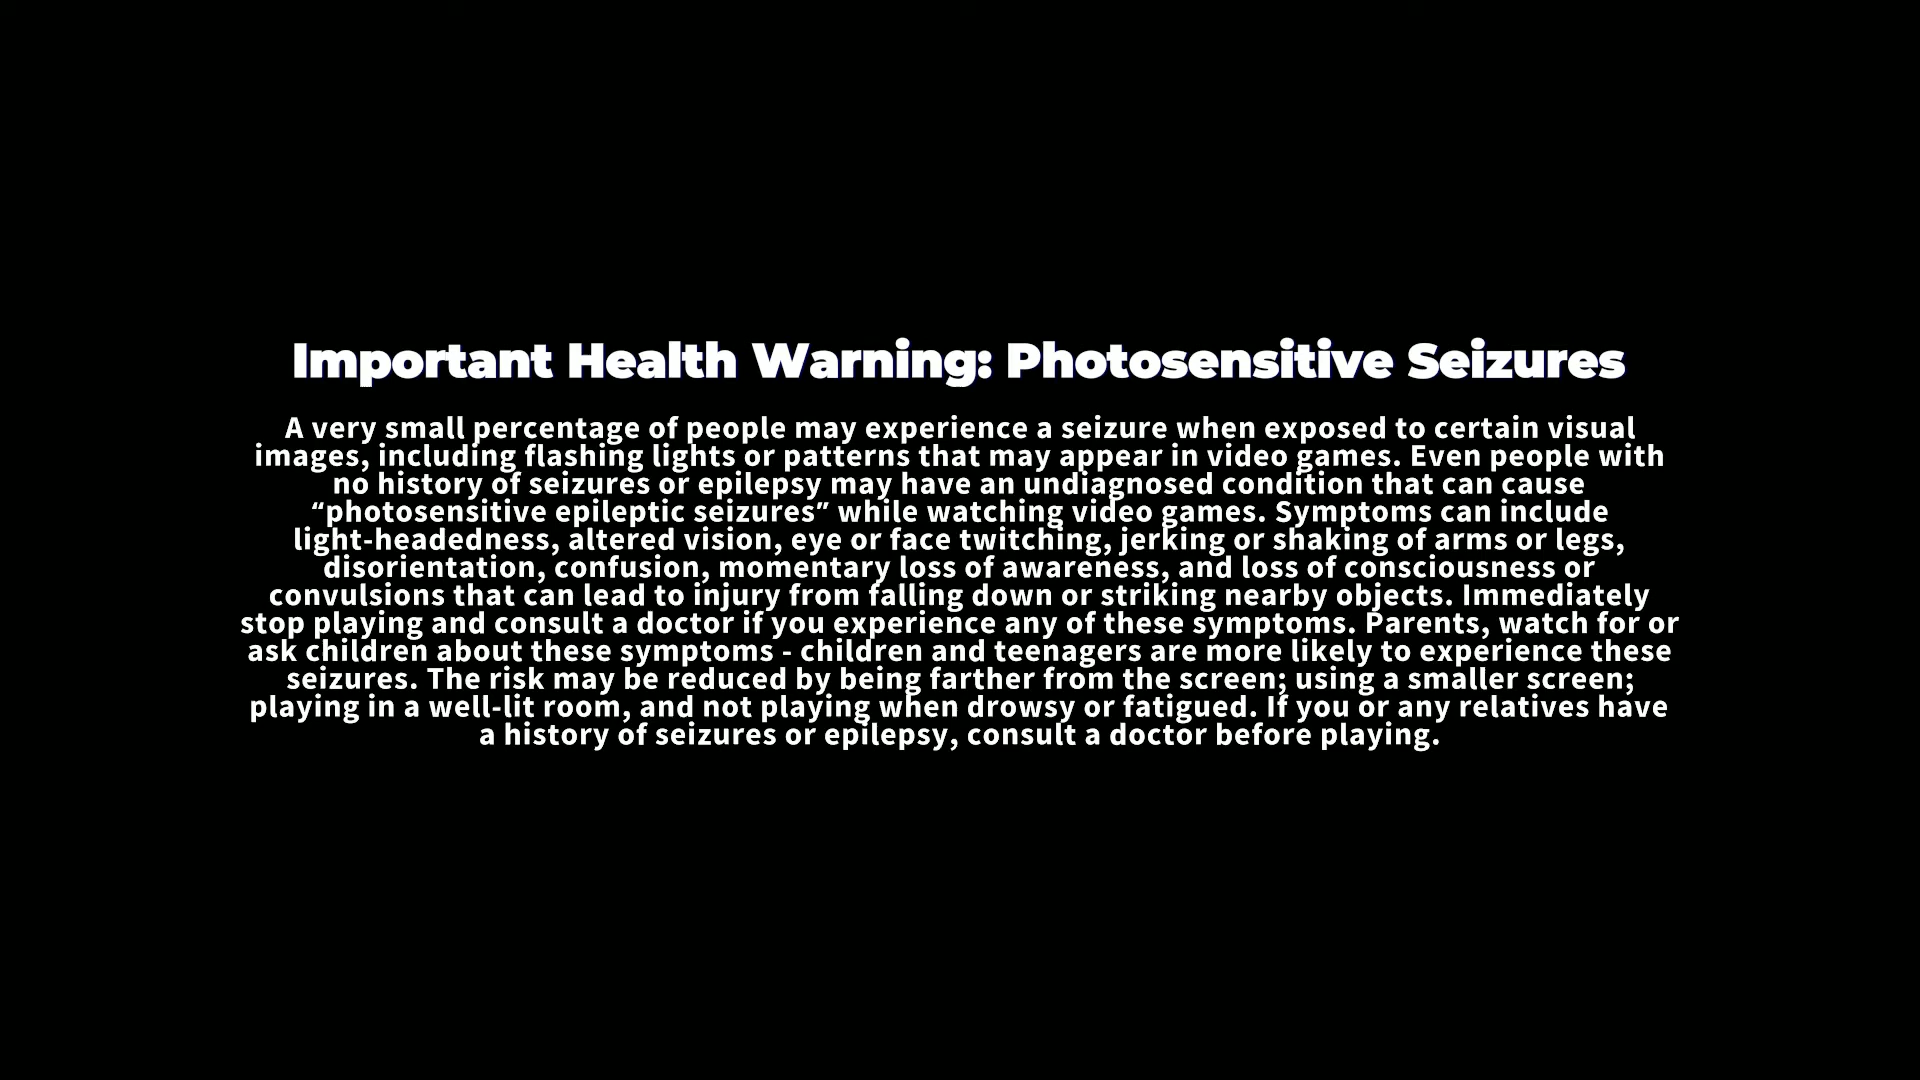 Important Health Warning: Photosensitive Seizures
A very small percentage of people may experience a seizure when exposed to certain visual
images, including flashing lights or patterns that may appear in video games. Even people with
no history of seizures or epilepsy may have an undiagnosed condition that can cause
“photosensitive epileptic seizures” while watching video games. Symptoms can include
light-headedness, altered vision, eye or face twitching, jerking or shaking of arms or legs,
disorientation, confusion, momentary loss of awareness, and loss of consciousness or
convulsions that can lead to injury from falling down or striking nearby objects. Immediately
stop playing and consult a doctor if you experience any of these symptoms. Parents, watch for or
ask children about these symptoms - children and teenagers are more likely to experience these
seizures. The risk may be reduced by being farther from the screen; using a smaller screen;
playing in a well-lit room, and not playing when drowsy or fatigued. If you or any relatives have
a history of seizures or epilepsy, consult a doctor before playing.